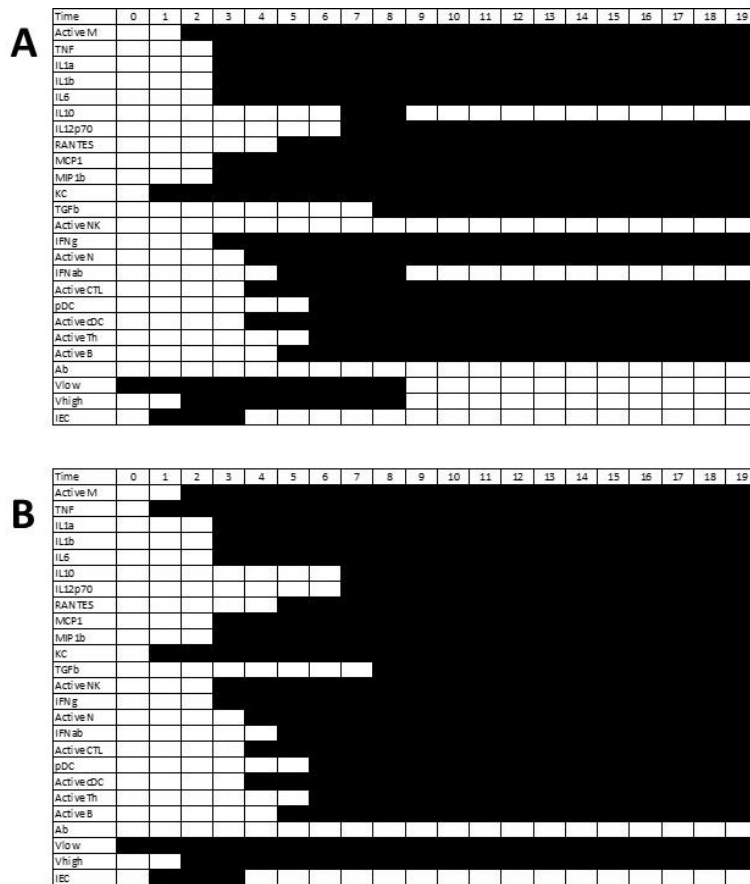 A
Time 0 1 2 3 4 5 6 7 8 9 10 11 12 13 14 15 16 17 18 19
Active M
TNF
IL1a
IL1b
IL6
IL10
IL12p70
RANTES
MCP1
MIP1b
KC
TGFb
Active NK
IFNg
Active N
IFNab
Active CTL
pDC
Active cDC
Active Th
Active B
Ab
Vlow
Vhigh
IEC
B
Time 0 1 2 3 4 5 6 7 8 9 10 11 12 13 14 15 16 17 18 19
Active M
TNF
IL1a
IL1b
IL6
IL10
IL12p70
RANTES
MCP1
MIP1b
KC
TGFb
Active NK
IFNg
Active N
IFNab
Active CTL
pDC
Active cDC
Active Th
Active B
Ab
Vlow
Vhigh
IEC